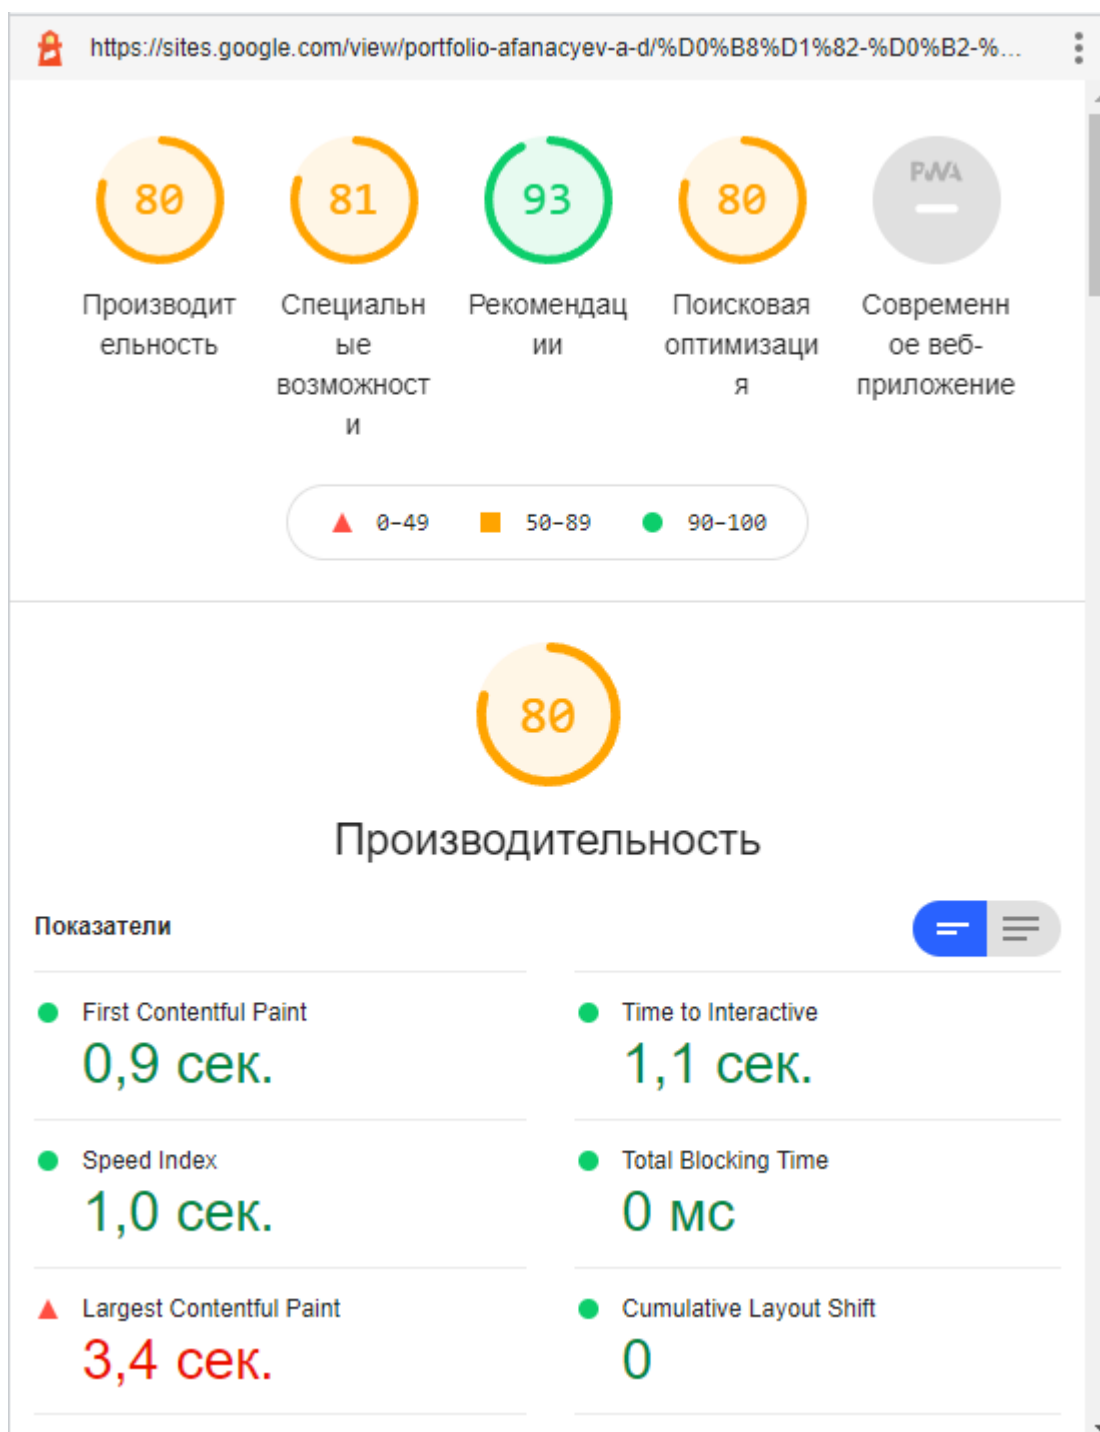 https://sites.google.com/view/portfolio-afanacyev-a-d/%D0%B8%D1%82-%D0%B2-%...
80
81
93
80
PWA
Производит
ельность
Специальн
ые
возможност
и
Рекомендац
ии
Поисковая
оптимизаци
я
Современн
ое веб-
приложение
0–49
50–89
90–100
80
Производительность
Показатели
First Contentful Paint
0,9 сек.
Time to Interactive
1,1 сек.
Speed Index
1,0 сек.
Total Blocking Time
0 мс
Largest Contentful Paint
3,4 сек.
Cumulative Layout Shift
0